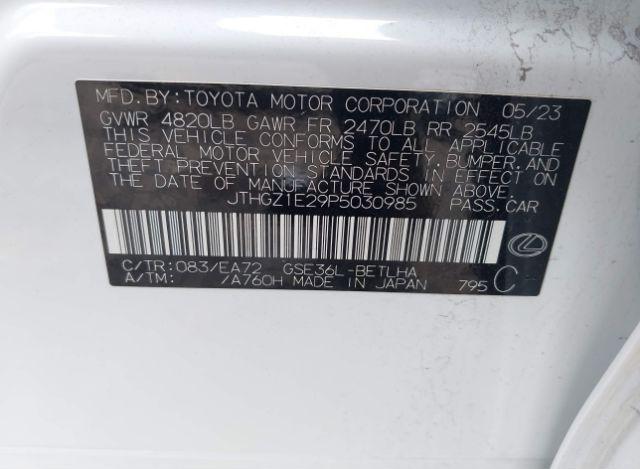 MFD. BY: TOYOTA MOTOR CORPORATION 05/23
GVWR 4820LB GAWR FR 2470LB RR 2545LB
THIS VEHICLE CONFORMS TO ALL APPLICABLE
FEDERAL MOTOR VEHICLE SAFETY, BUMPER, AND
THEFT PREVENTION STANDARDS IN EFFECT ON
THE DATE OF MANUFACTURE SHOWN ABOVE.
JTHGZ1E29P5030985 PASS. CAR
C/TR: 083/EA72 GSE36L-BETLHA
A/TM: /A760H MADE IN JAPAN 795 C